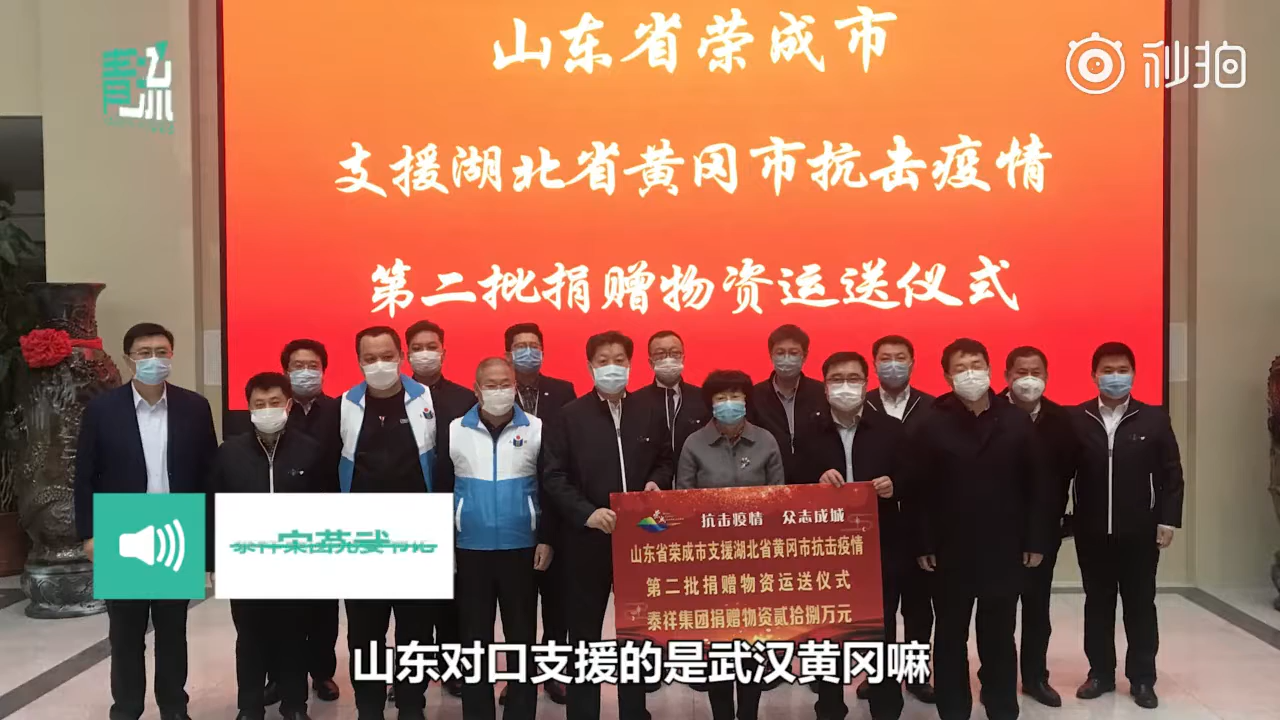 青流
秒拍
山东省荣成市
支援湖北省黄冈市抗击疫情
第二批捐赠物资运送仪式
抗击疫情 众志成城
山东省荣成市支援湖北省黄冈市抗击疫情
第二批捐赠物资运送仪式
泰祥集团捐赠物资贰拾捌万元
山东对口支援的是武汉黄冈嘛